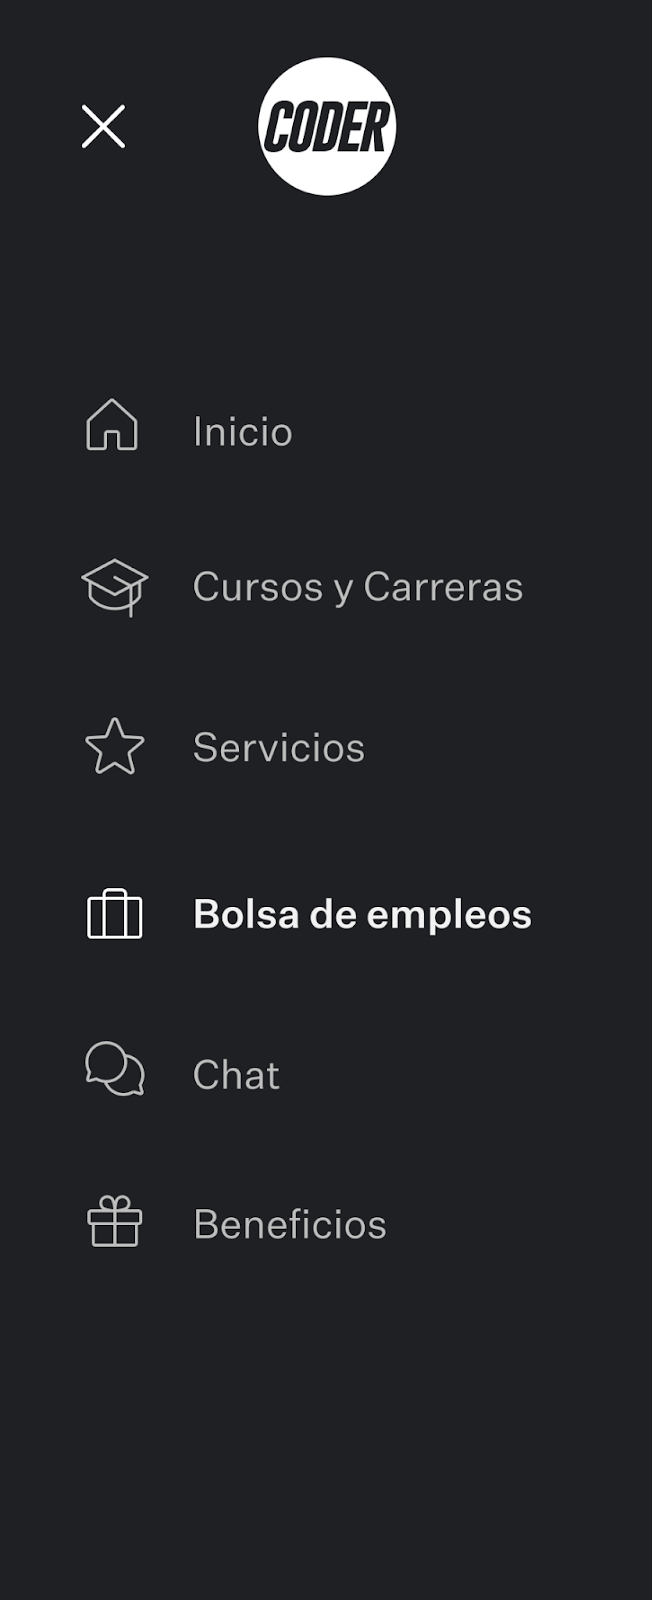 CODER
Inicio
Cursos y Carreras
Servicios
Bolsa de empleos
Chat
Beneficios